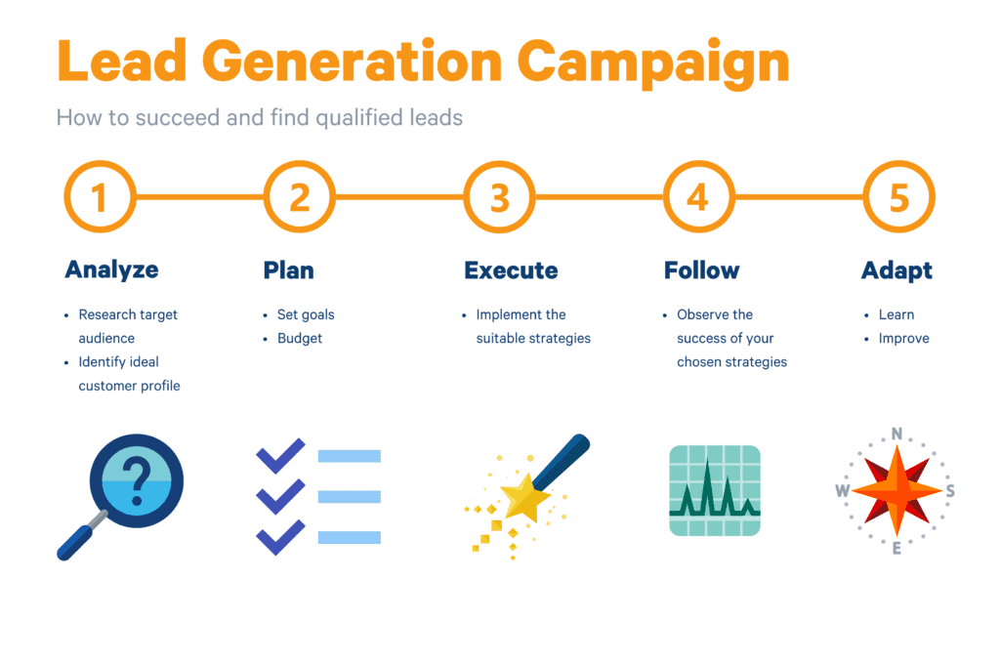 Lead Generation Campaign
How to succeed and find qualified leads
1
2
3
4
5
Analyze
• Research target
audience
• Identify ideal
customer profile
Plan
• Set goals
• Budget
Execute
• Implement the
suitable strategies
Follow
• Observe the
success of your
chosen strategies
Adapt
• Learn
• Improve
?
N
W
S
E